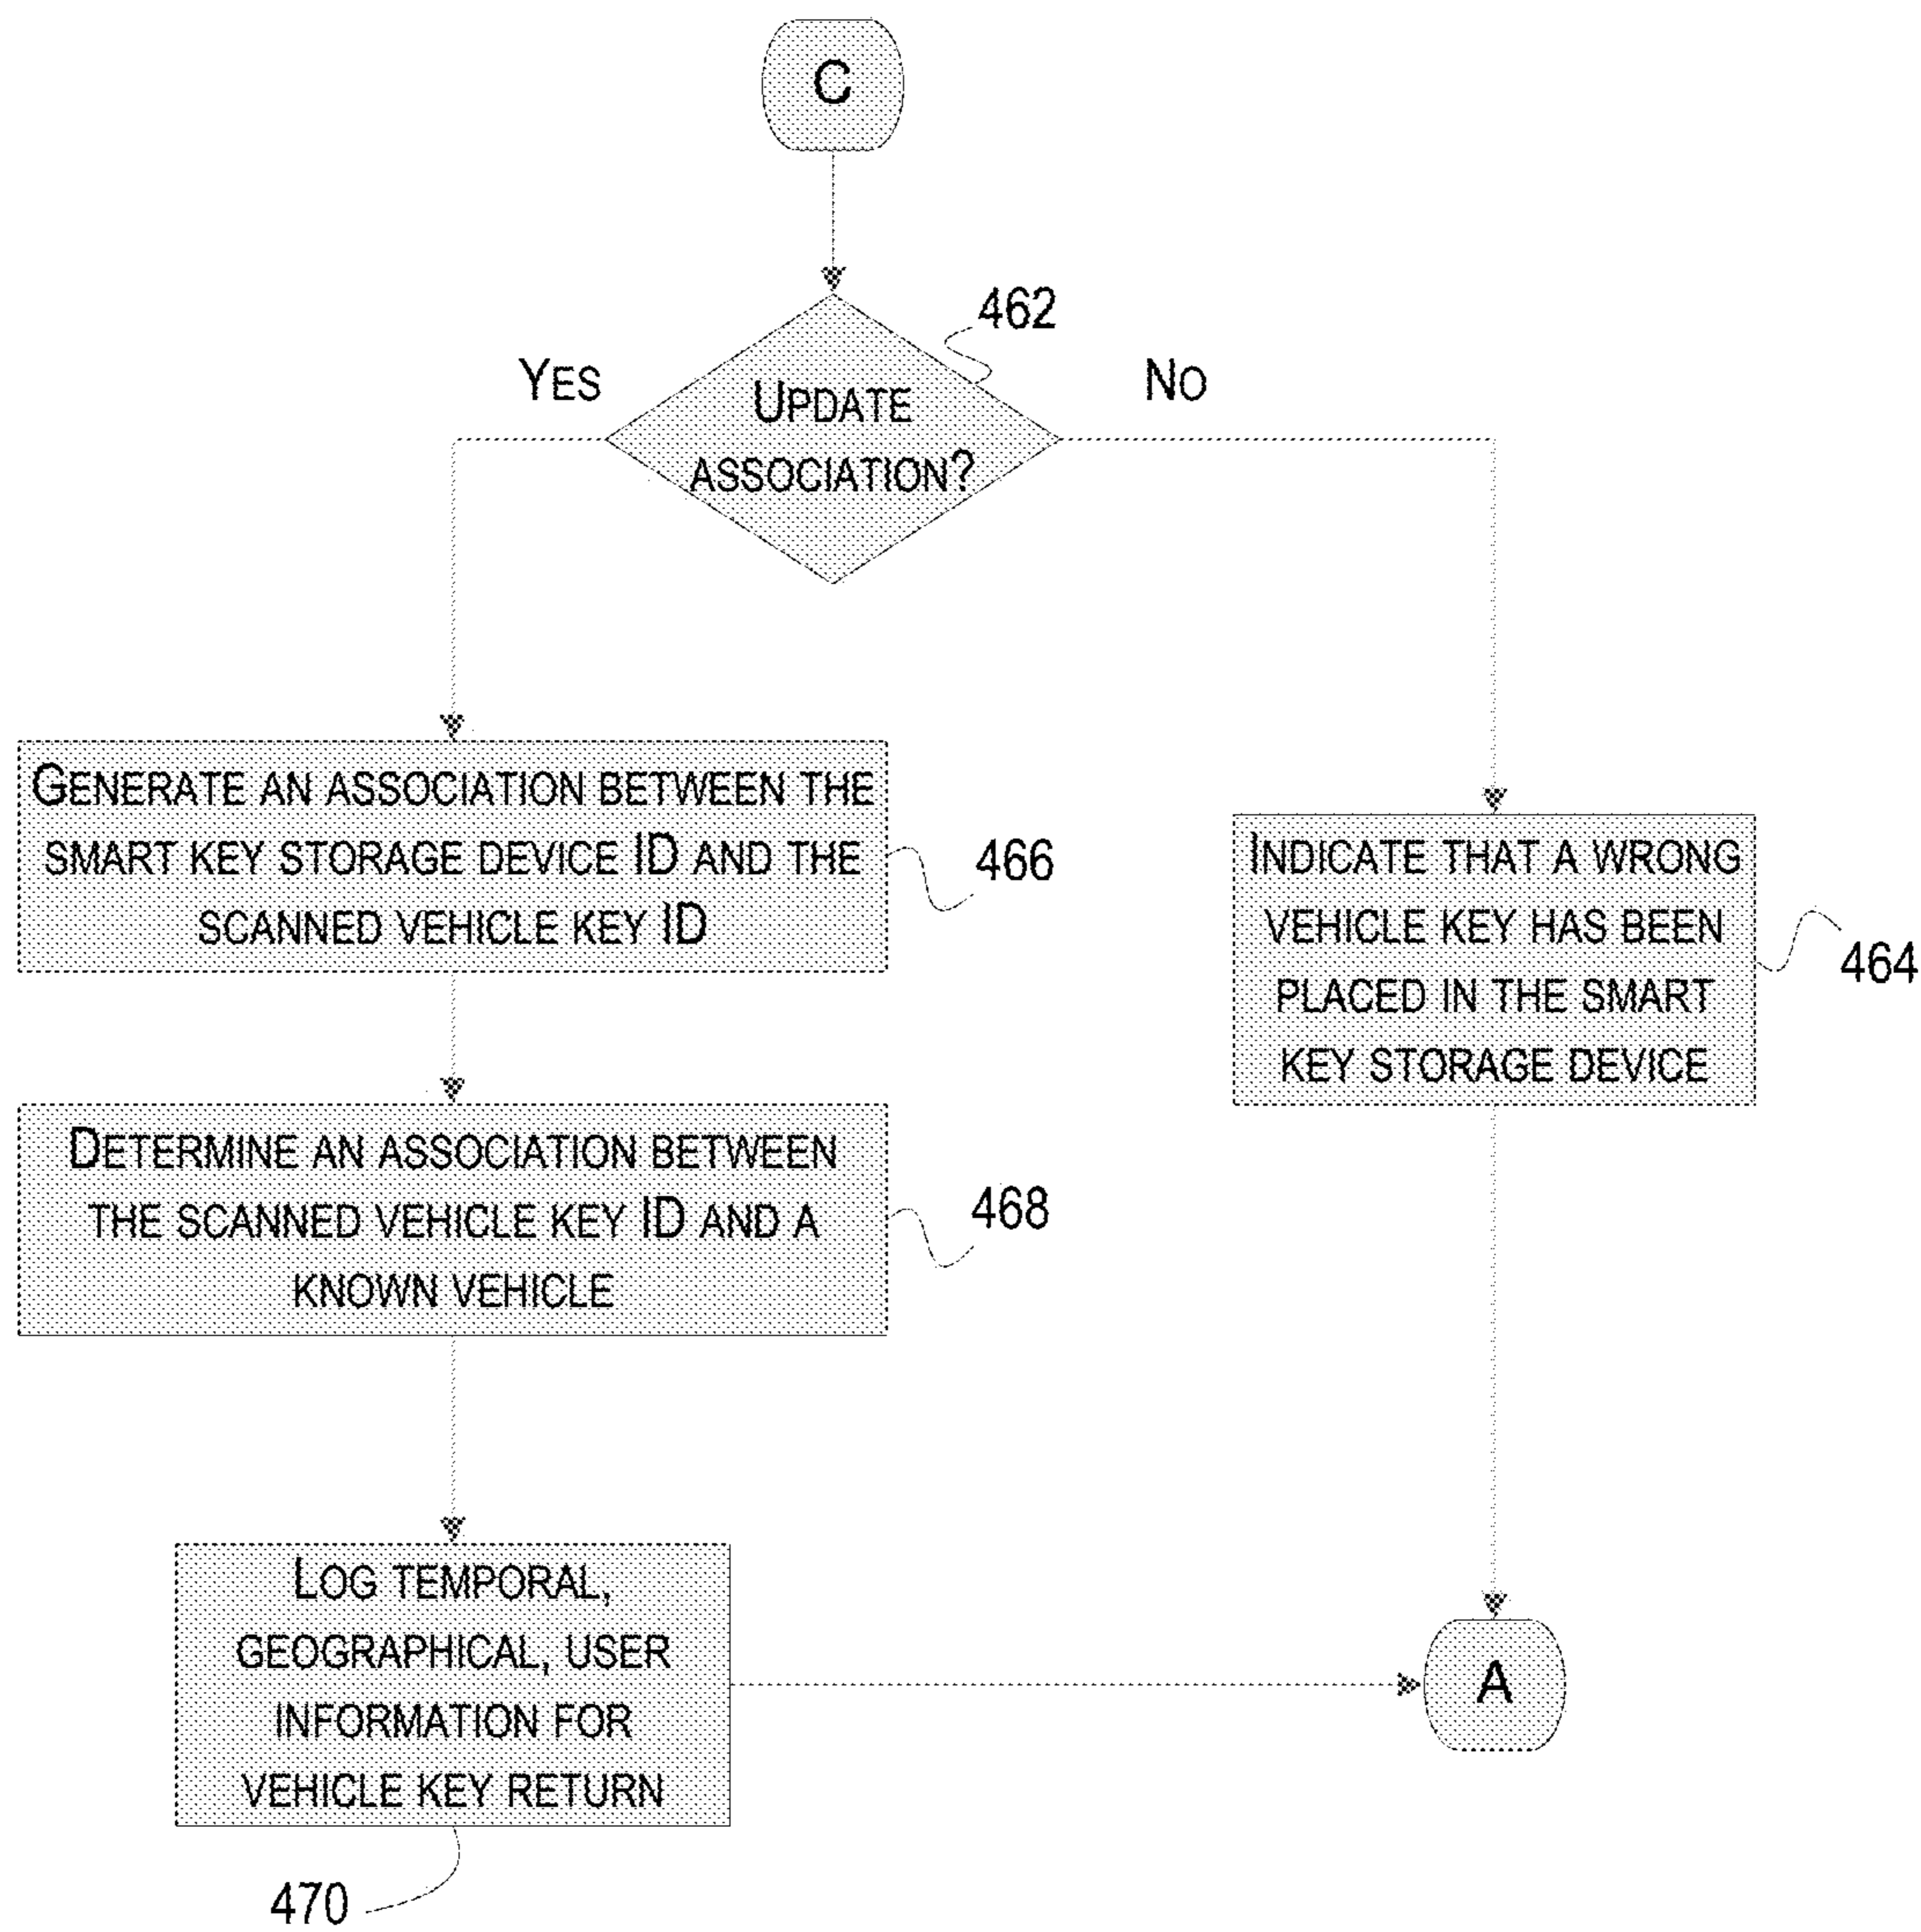 C
462
YES
NO
UPDATE
ASSOCIATION?
GENERATE AN ASSOCIATION BETWEEN THE
SMART KEY STORAGE DEVICE ID AND THE
SCANNED VEHICLE KEY ID
466
INDICATE THAT A WRONG
VEHICLE KEY HAS BEEN
PLACED IN THE SMART
KEY STORAGE DEVICE
464
DETERMINE AN ASSOCIATION BETWEEN
THE SCANNED VEHICLE KEY ID AND A
KNOWN VEHICLE
468
LOG TEMPORAL,
GEOGRAPHICAL, USER
INFORMATION FOR
VEHICLE KEY RETURN
A
470